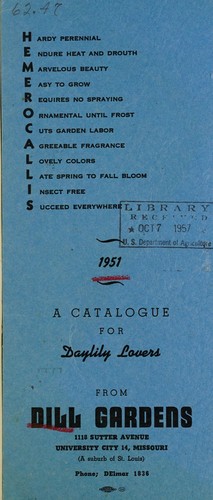 62.47
HARDY PERENNIAL
ENDURE HEAT AND DROUTH
MARVELOUS BEAUTY
EASY TO GROW
REQUIRES NO SPRAYING
ORNAMENTAL UNTIL FROST
CUTS GARDEN LABOR
AGREEABLE FRAGRANCE
LOVELY COLORS
LATE SPRING TO FALL BLOOM
INSECT FREE
SUCCEED EVERYWHERE
LIBRARY
RECEIVED
★ OCT 7 1957
U. S. Department of Agriculture
1951
A CATALOGUE
FOR
Daylily Lovers
FROM
DILL GARDENS
1118 SUTTER AVENUE
UNIVERSITY CITY 14, MISSOURI
(A suburb of St. Louis)
Phone; DElmar 1836